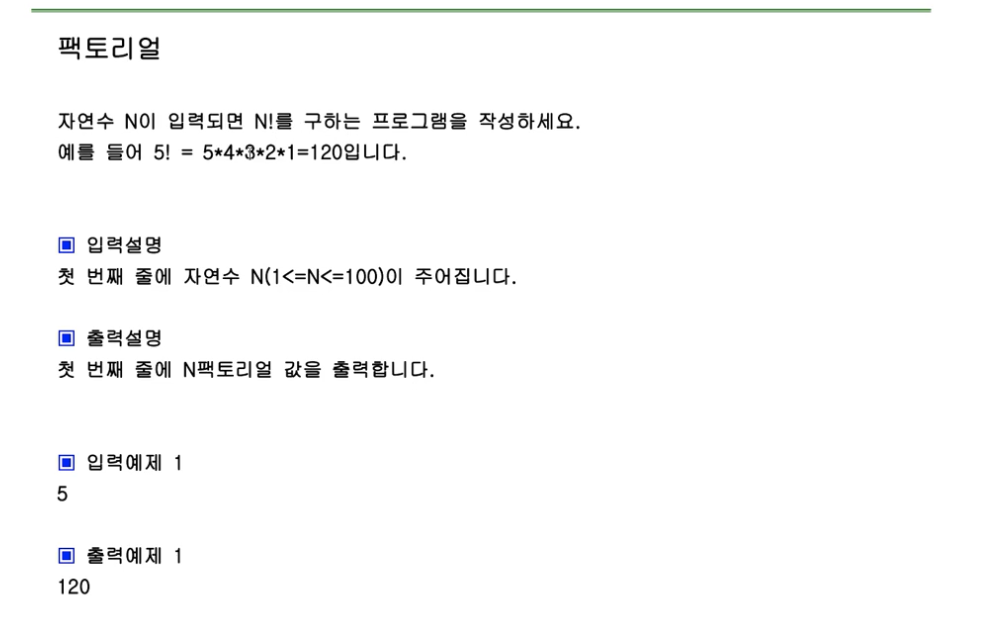 팩토리얼
자연수 N이 입력되면 N!를 구하는 프로그램을 작성하세요.
예를 들어 5! = 5*4*3*2*1=120입니다.
▣ 입력설명
첫 번째 줄에 자연수 N(1<=N<=100)이 주어집니다.
▣ 출력설명
첫 번째 줄에 N팩토리얼 값을 출력합니다.
▣ 입력예제 1
5
▣ 출력예제 1
120